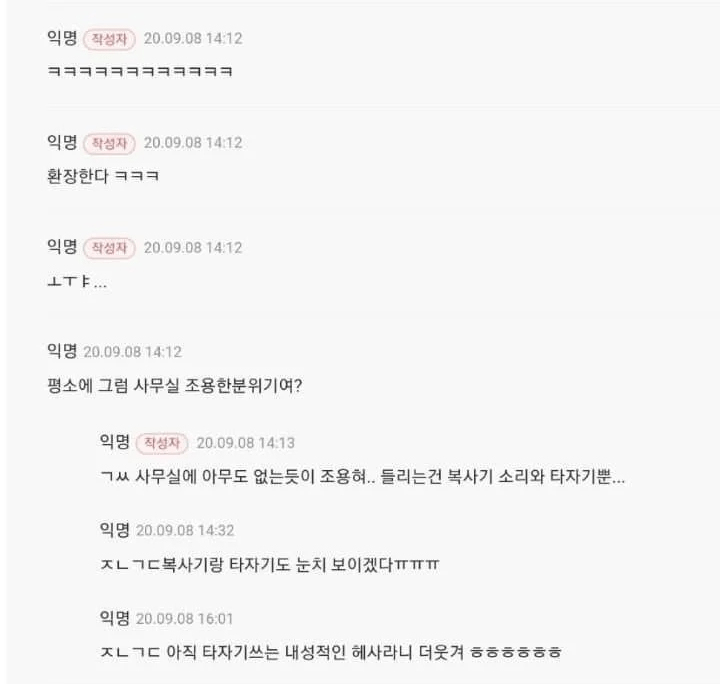 익명 작성자 20.09.08 14:12
ㅋㅋㅋㅋㅋㅋㅋㅋㅋㅋㅋㅋ
익명 작성자 20.09.08 14:12
환장한다 ㅋㅋㅋ
익명 작성자 20.09.08 14:12
ㅗㅜㅑ...
익명 20.09.08 14:12
평소에 그럼 사무실 조용한분위기여?
익명 작성자 20.09.08 14:13
ㄱㅆ 사무실에 아무도 없는듯이 조용혀.. 들리는건 복사기 소리와 타자기뿐...
익명 20.09.08 14:32
ㅈㄴㄱㄷ복사기랑 타자기도 눈치 보이겠다ㅠㅠㅠ
익명 20.09.08 16:01
ㅈㄴㄱㄷ 아직 타자기쓰는 내성적인 헤사라니 더웃겨 ㅎㅎㅎㅎㅎㅎ